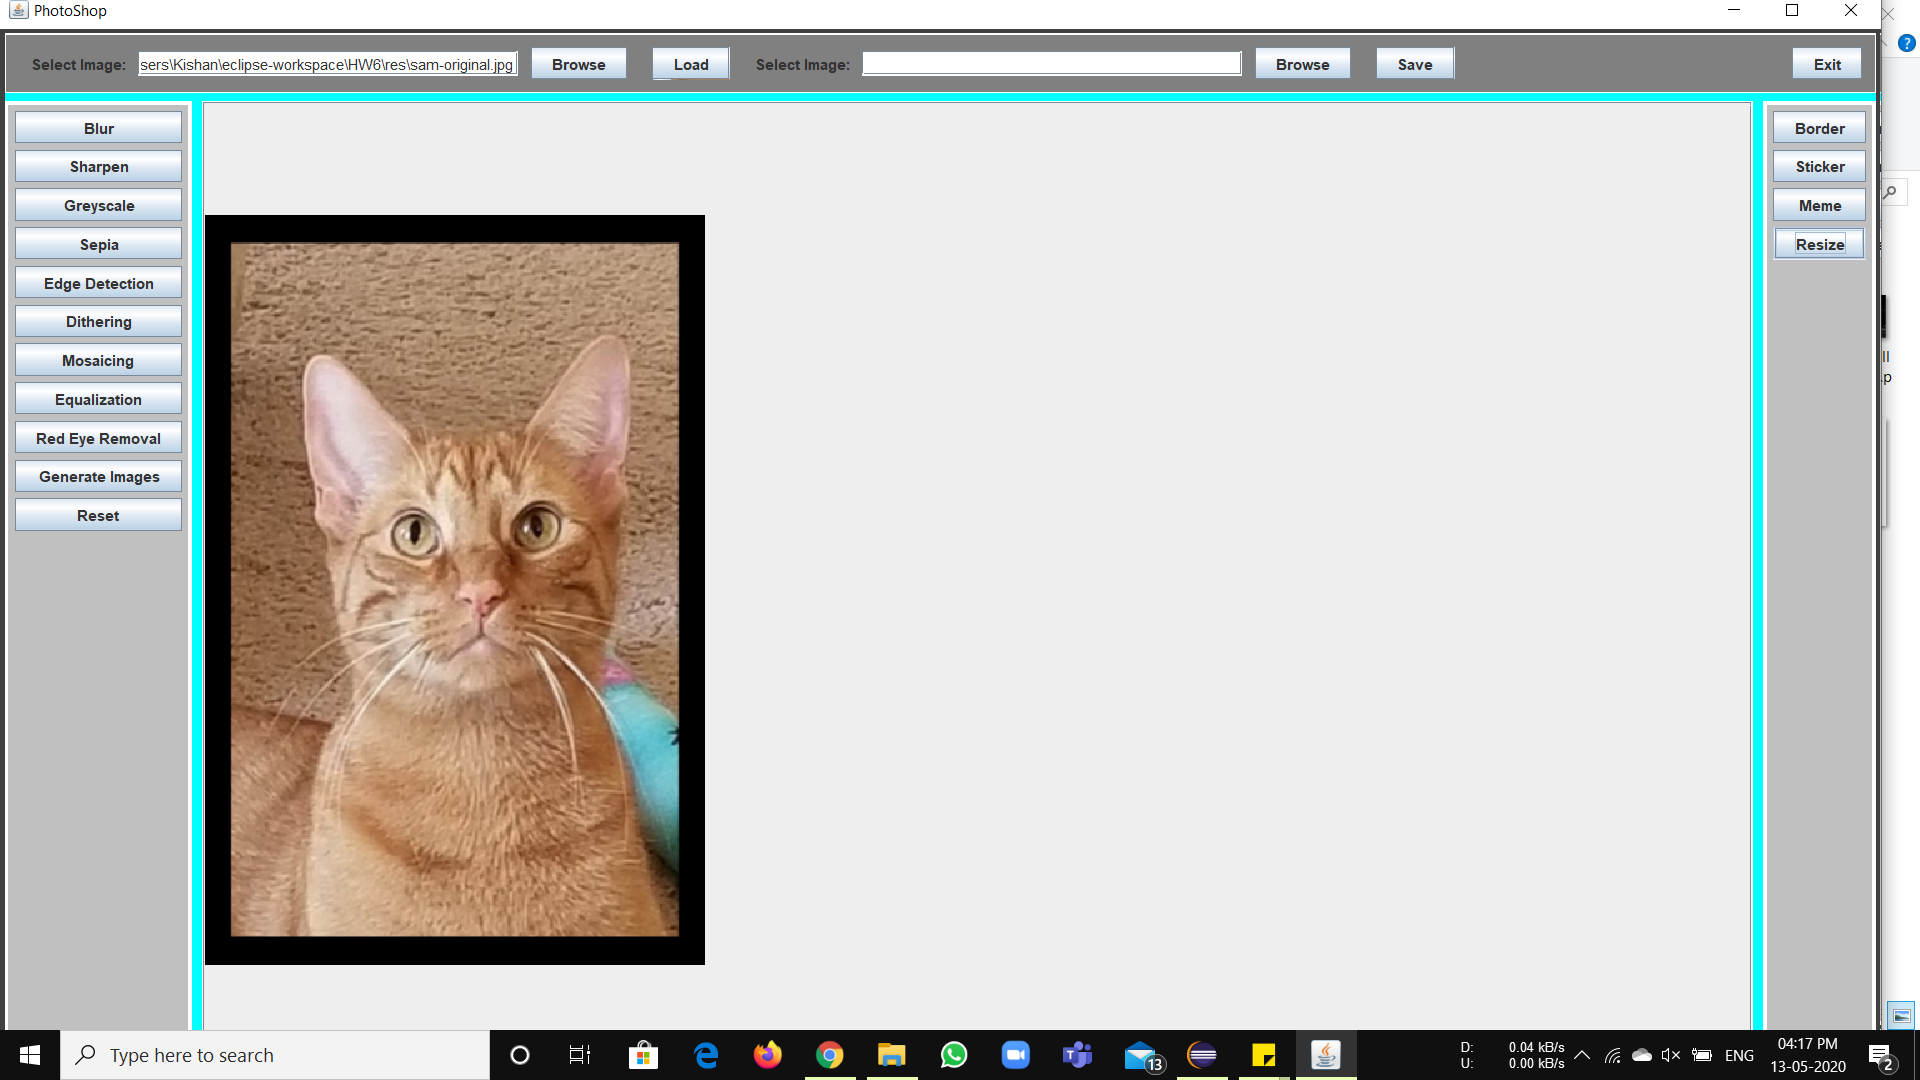 PhotoShop
Select Image: sers\Kishan\eclipse-workspace\HW6\res\sam-original.jpg Browse Load Select Image: Browse Save Exit
Blur
Sharpen
Greyscale
Sepia
Edge Detection
Dithering
Mosaicing
Equalization
Red Eye Removal
Generate Images
Reset
Border
Sticker
Meme
Resize
?
ll
.p
Type here to search
13
D: 0.04 kB/s
U: 0.00 kB/s
ENG
04:17 PM
13-05-2020
2